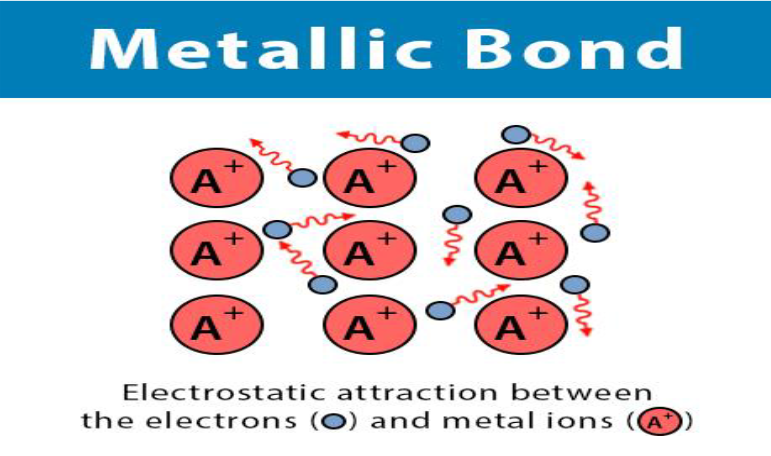 Metallic Bond
A+ A+ A+
A+ A+ A+
A+ A+ A+
Electrostatic attraction between
the electrons ( ) and metal ions (A+)